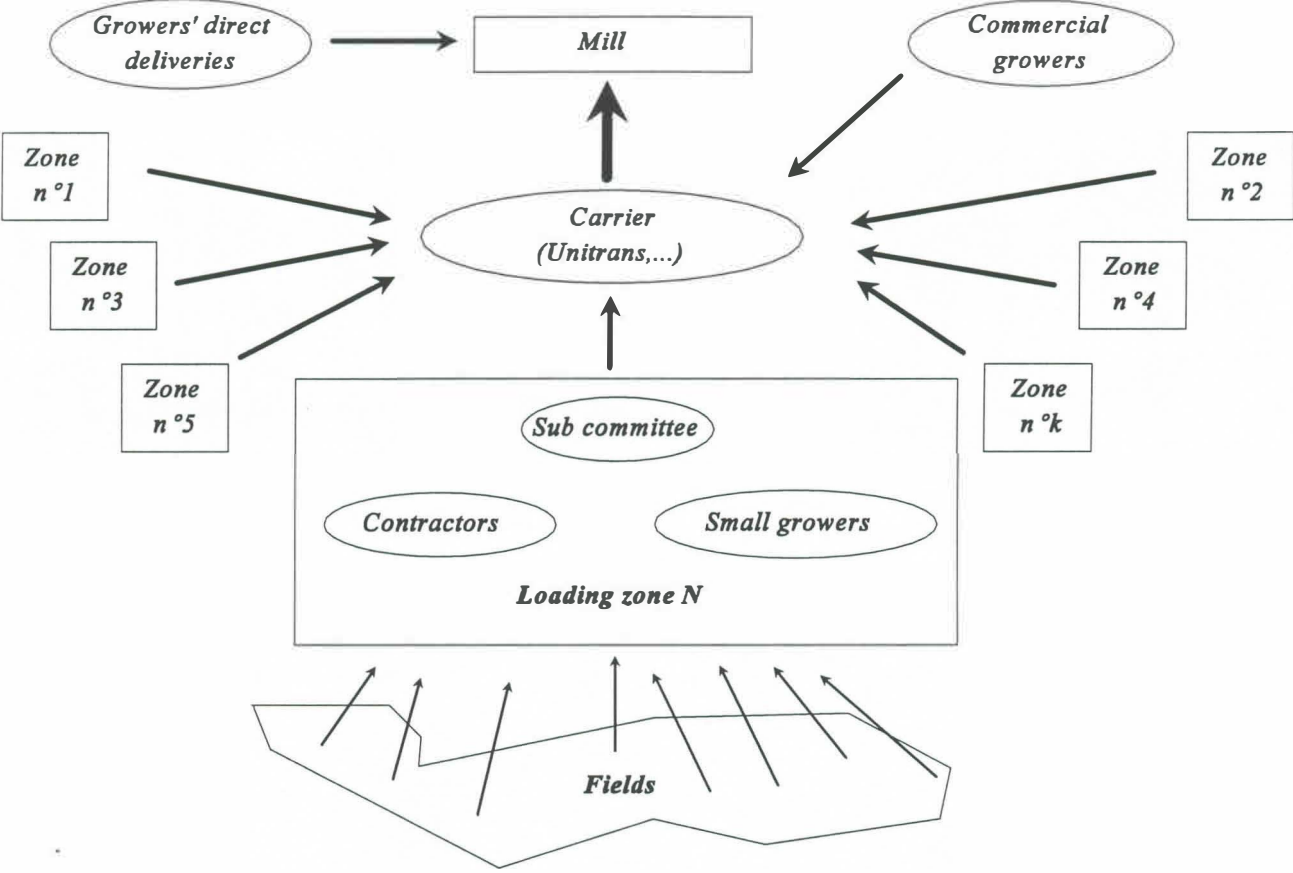 Growers' direct
deliveries
Mill
Commercial
growers
Zone
n°1
Zone
n°2
Carrier
(Unitrans,...)
Zone
n°3
Zone
n°4
Zone
n°5
Zone
n°k
Sub committee
Contractors
Small growers
Loading zone N
Fields